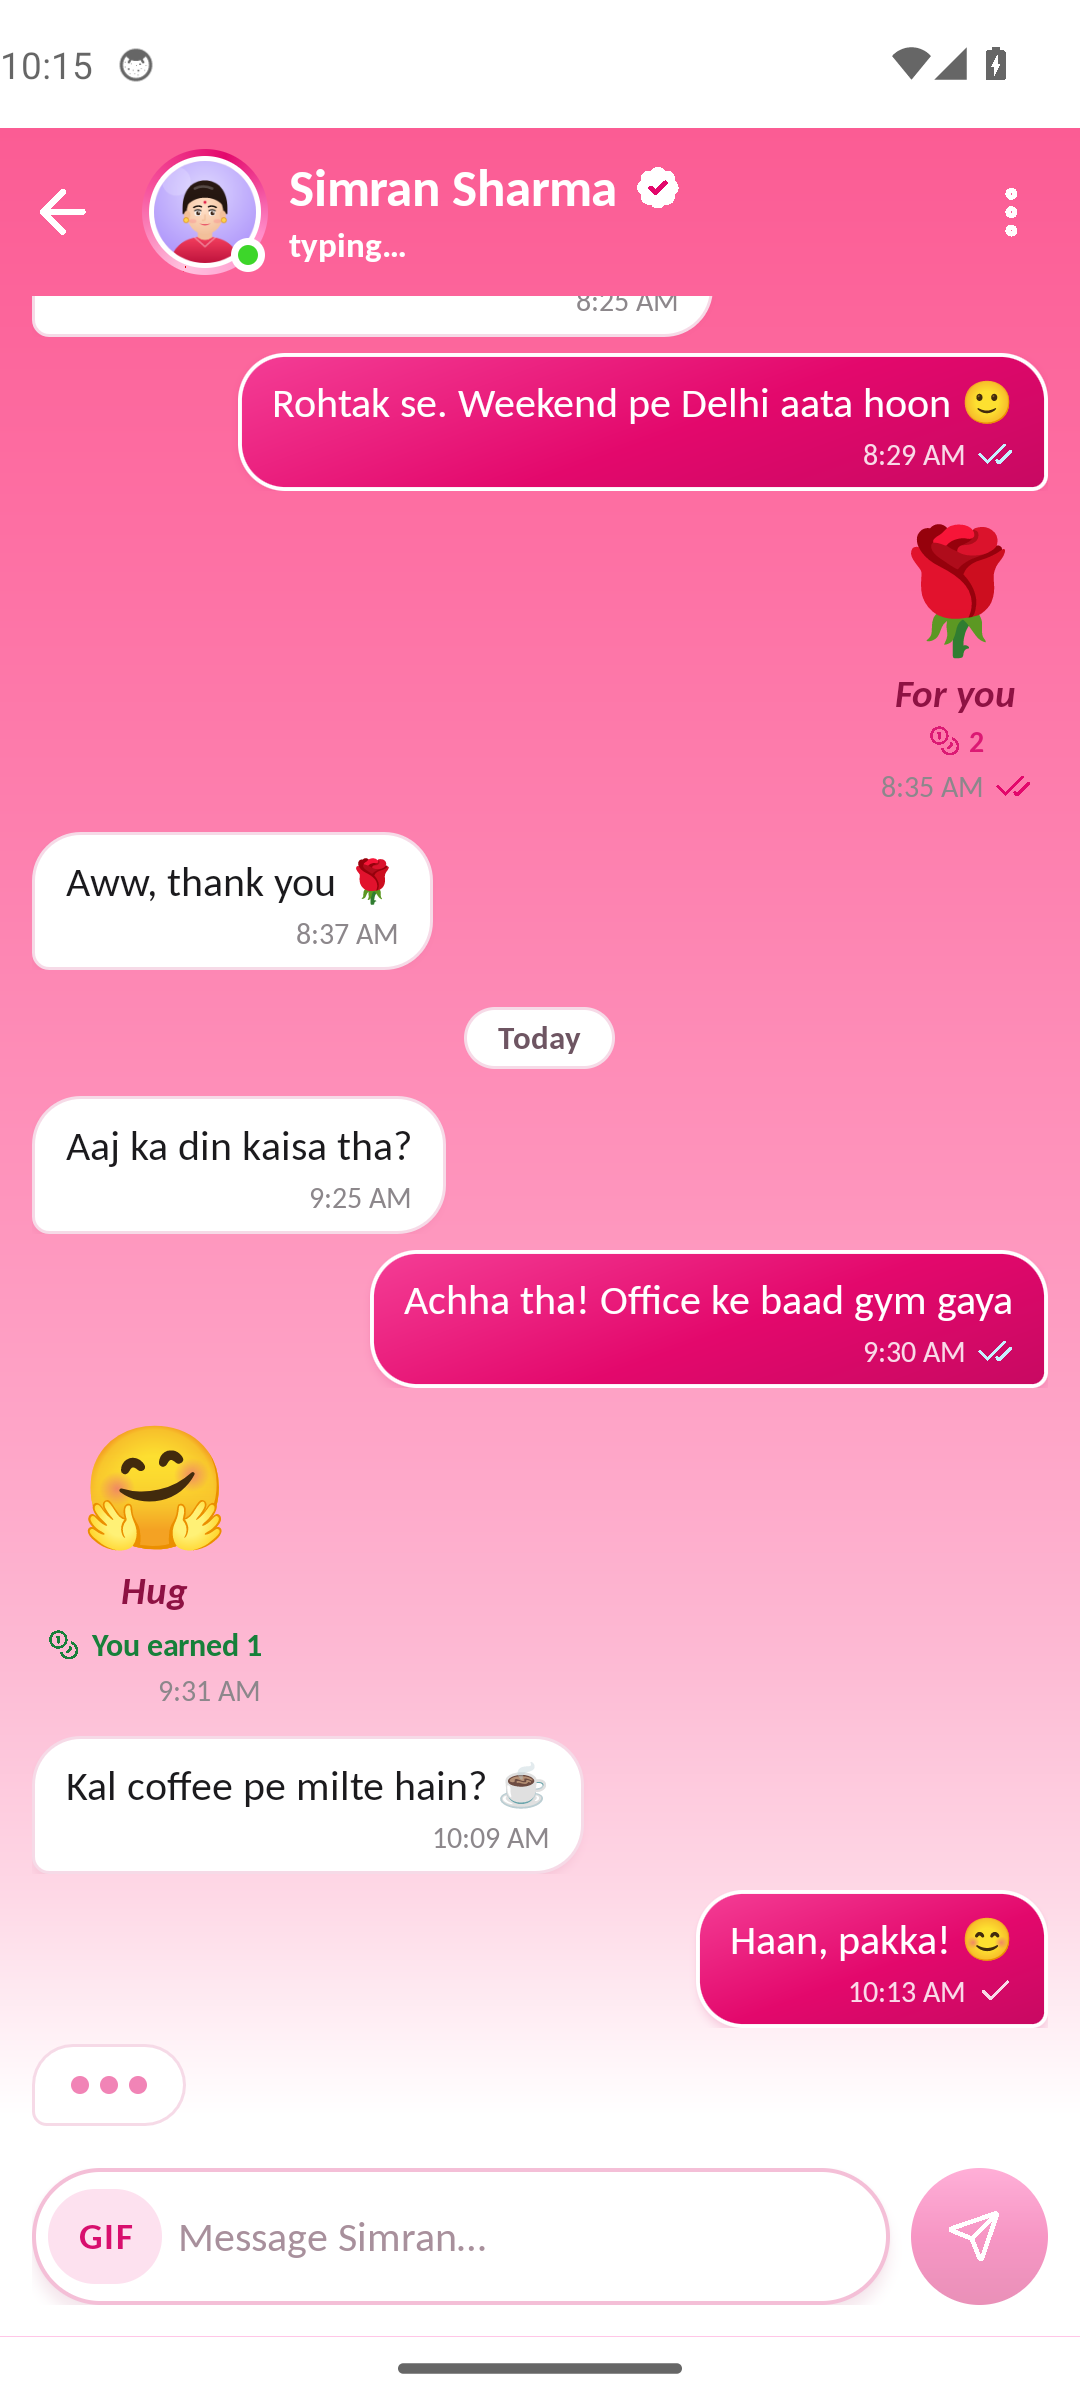 10:15
Simran Sharma
typing...
8:25 AM
Rohtak se. Weekend pe Delhi aata hoon 🙂
8:29 AM
For you
2
8:35 AM
Aww, thank you 🌹
8:37 AM
Today
Aaj ka din kaisa tha?
9:25 AM
Achha tha! Office ke baad gym gaya
9:30 AM
Hug
You earned 1
9:31 AM
Kal coffee pe milte hain? ☕
10:09 AM
Haan, pakka! 😊
10:13 AM
GIF Message Simran...